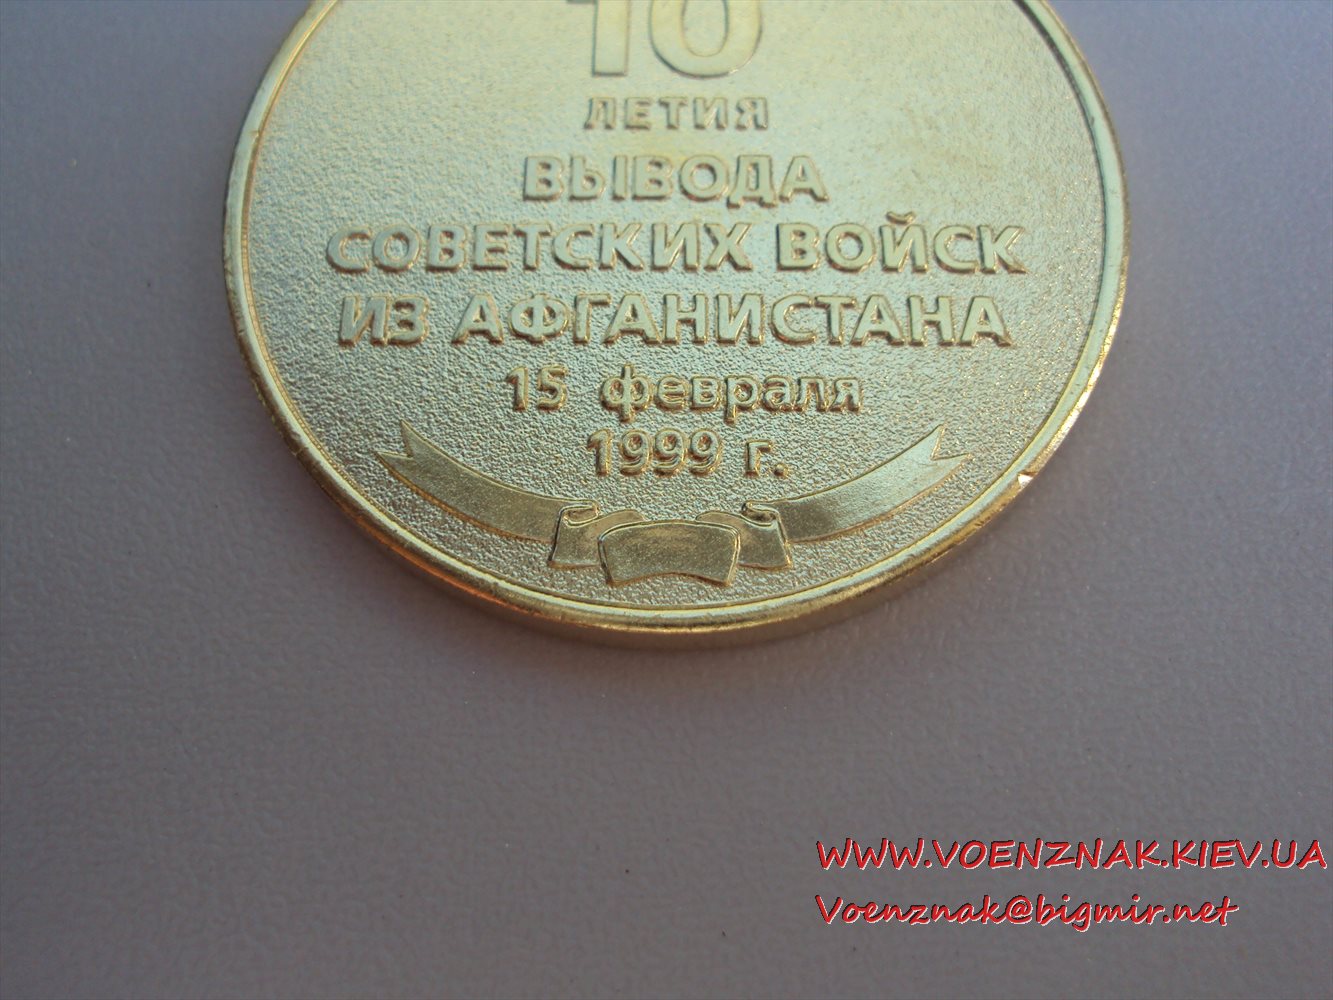 10
ЛЕТИЯ
ВЫВОДА
СОВЕТСКИХ ВОЙСК
ИЗ АФГАНИСТАНА
15 февраля
1999 г.
WWW.VOENZNAK.KIEV.UA
Voenznak@bigmir.net